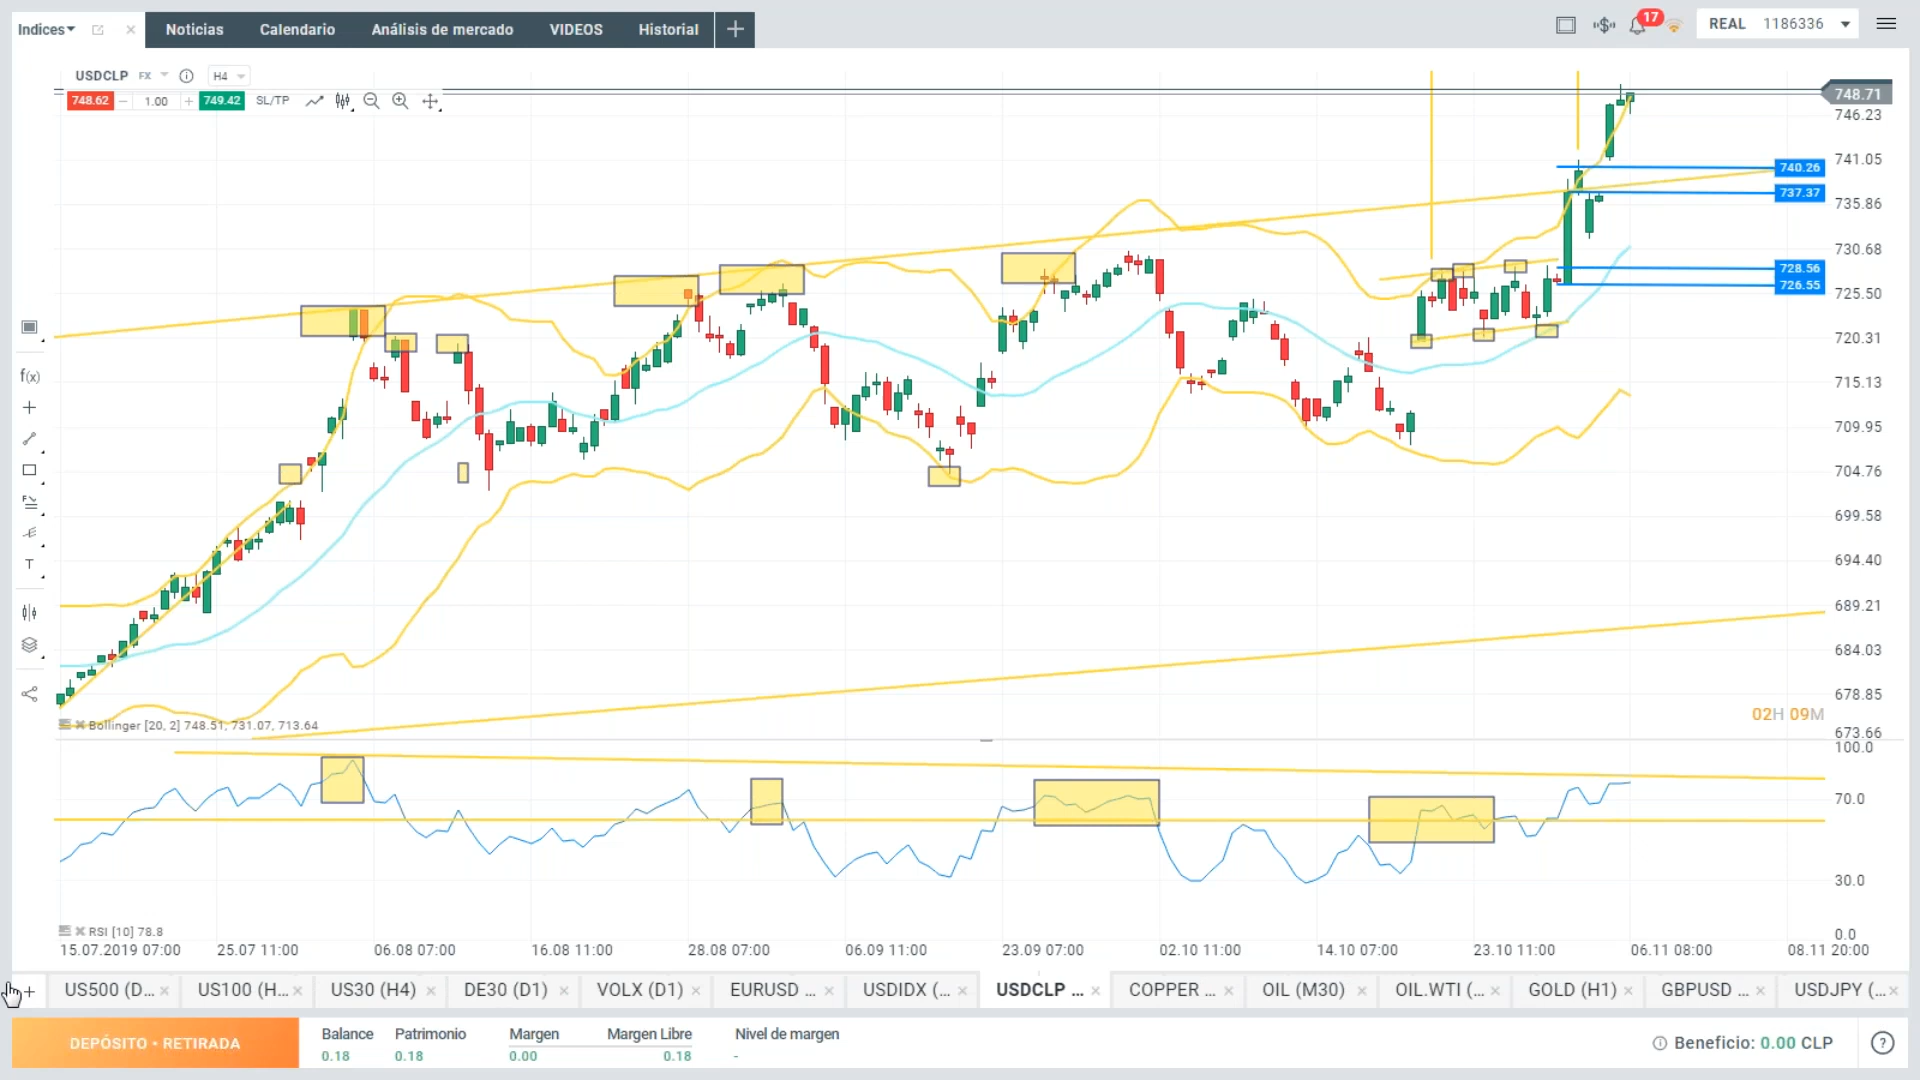 Indices Noticias Calendario Análisis de mercado VIDEOS Historial 17 REAL 1186336
USDCLP FX H4
748.62 1.00 749.42 SL/TP
748.71
746.23
741.05
740.26
737.37
735.86
730.68
728.56
726.55
725.50
720.31
715.13
709.95
704.76
699.58
694.40
689.21
684.03
678.85
673.66
f(x)
T
02H 09M
Bollinger [20, 2] 748.51, 731.07, 713.64
100.0
70.0
30.0
0.0
RSI [10] 78.8
15.07.2019 07:00 25.07 11:00 06.08 07:00 16.08 11:00 28.08 07:00 06.09 11:00 23.09 07:00 02.10 11:00 14.10 07:00 23.10 11:00 06.11 08:00 08.11 20:00
US500 (D... US100 (H... US30 (H4) DE30 (D1) VOLX (D1) EURUSD ... USDIDX (... USDCLP ... COPPER ... OIL (M30) OIL.WTI (... GOLD (H1) GBPUSD ... USDJPY (...
DEPÓSITO • RETIRADA
Balance Patrimonio Margen Margen Libre Nivel de margen
0.18 0.18 0.00 0.18 -
Beneficio: 0.00 CLP